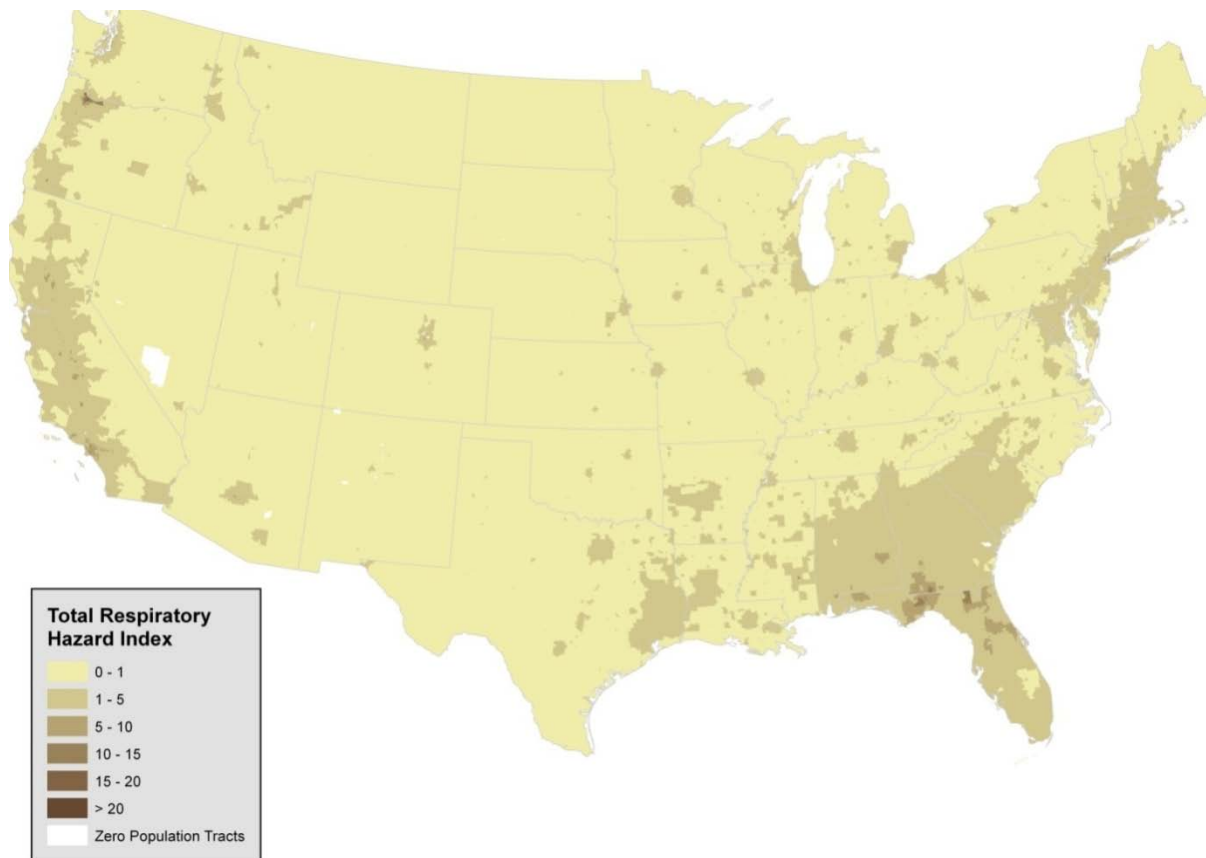 Total Respiratory
Hazard Index
0 - 1
1 - 5
5 - 10
10 - 15
15 - 20
> 20
Zero Population Tracts